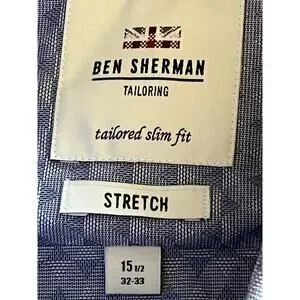 BEN SHERMAN
TAILORING
tailored slim fit
STRETCH
15 1/2
32-33